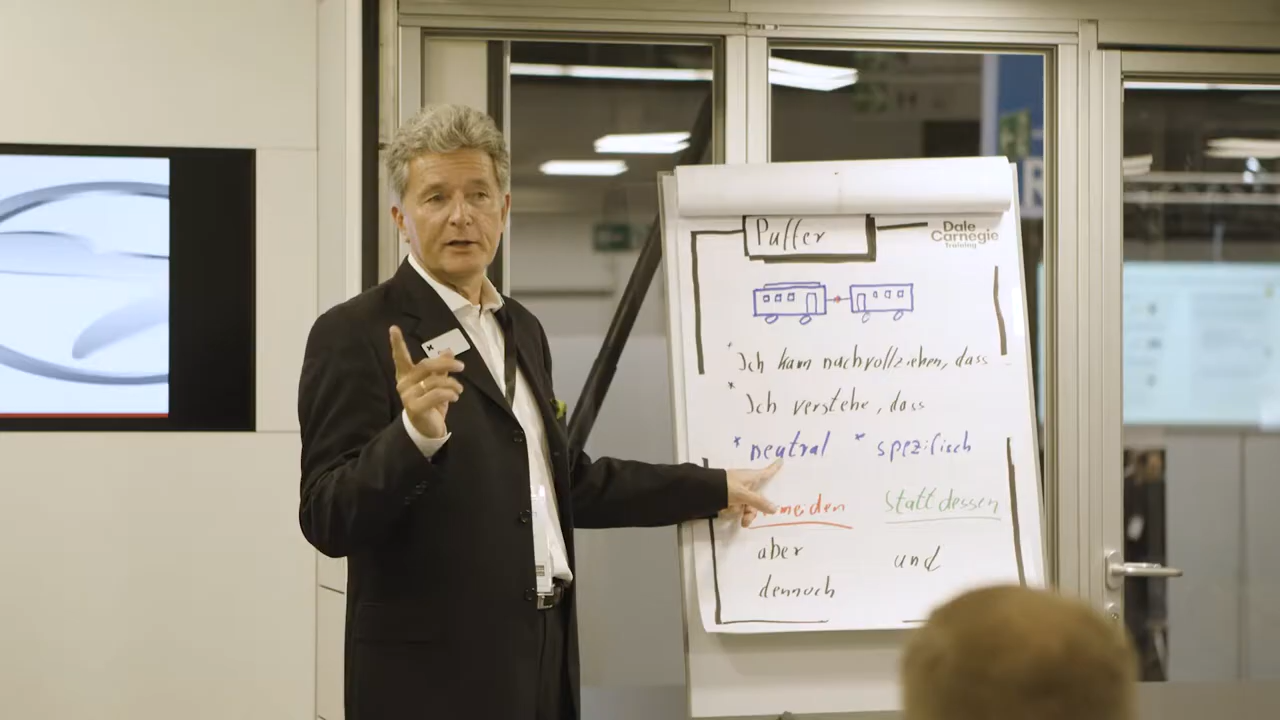 Puffer
Dale
Carnegie
Training
* Ich kann nachvollziehen, dass
* Ich verstehe, dass
* neutral * spezifisch
Stattdessen
aber und
dennoch